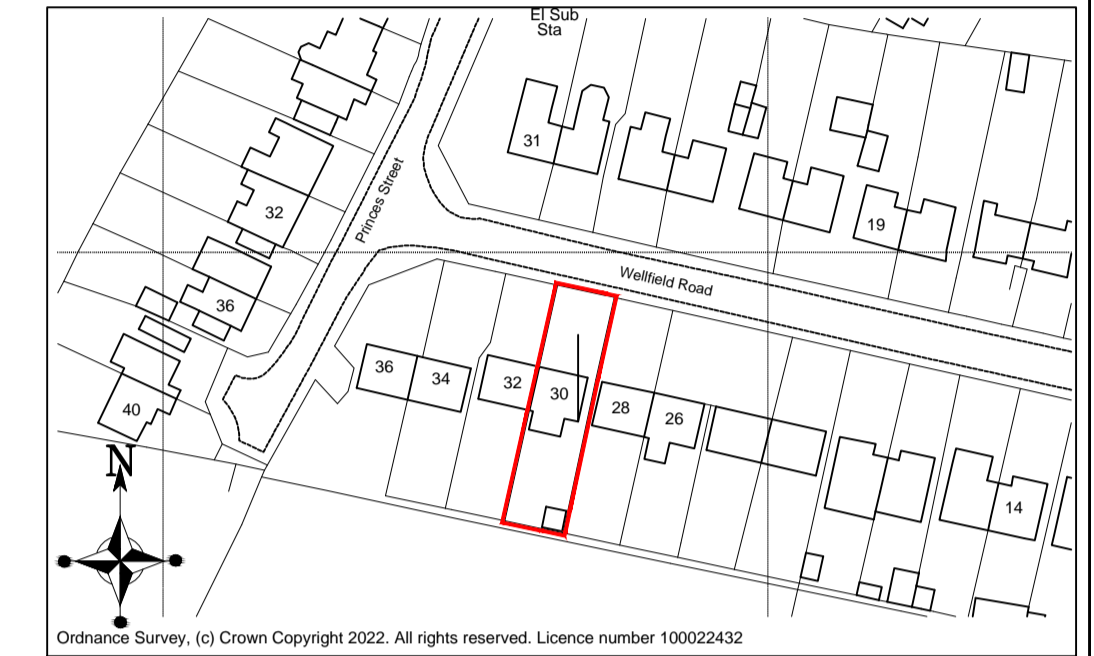 El Sub
Sta
31
Princes Street
32
19
Wellfield Road
36
36
34
32
30
28
26
40
14
N
Ordnance Survey, (c) Crown Copyright 2022. All rights reserved. Licence number 100022432